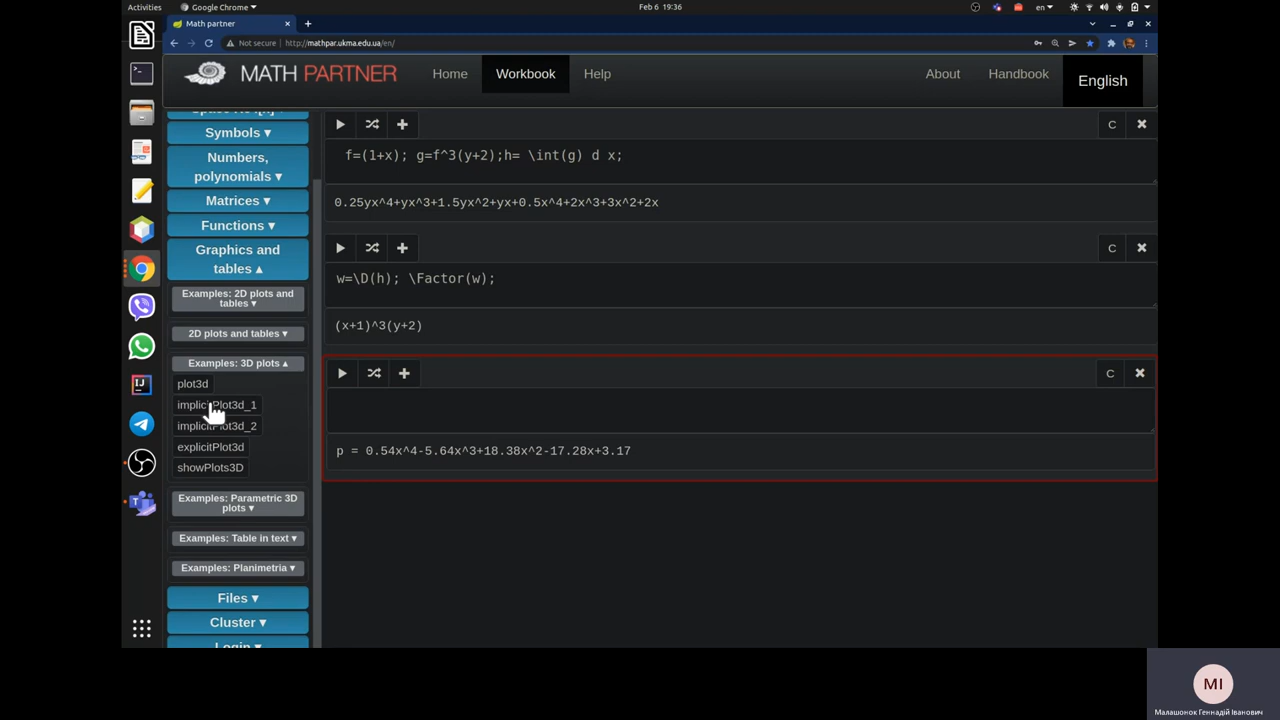 Activities
Google Chrome ▾
Feb 6 19:36
en ▾
Math partner
Not secure
http://mathpar.ukma.edu.ua/en/
MATH PARTNER
Home
Workbook
Help
About
Handbook
English
Symbols ▾
Numbers,
polynomials ▾
Matrices ▾
Functions ▾
Graphics and
tables ▴
Examples: 2D plots and
tables ▾
2D plots and tables ▾
Examples: 3D plots ▴
plot3d
implicitPlot3d_1
implicitPlot3d_2
explicitPlot3d
showPlots3D
Examples: Parametric 3D
plots ▾
Examples: Table in text ▾
Examples: Planimetria ▾
Files ▾
Cluster ▾
Login ▾
C
f=(1+x); g=f^3(y+2);h= \int(g) d x;
0.25yx^4+yx^3+1.5yx^2+yx+0.5x^4+2x^3+3x^2+2x
C
w=\D(h); \Factor(w);
(x+1)^3(y+2)
C
p = 0.54x^4-5.64x^3+18.38x^2-17.28x+3.17
MI
Малашонок Геннадій Іванович